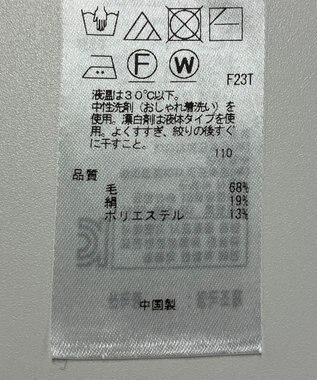 F
W
F23T
液温は30℃以下。
中性洗剤（おしゃれ着洗い）を
使用。漂白剤は液体タイプを使
用。よくすすぎ、絞りの後すぐ
に干すこと。
110
品質
毛 68%
絹 19%
ポリエステル 13%
中国製